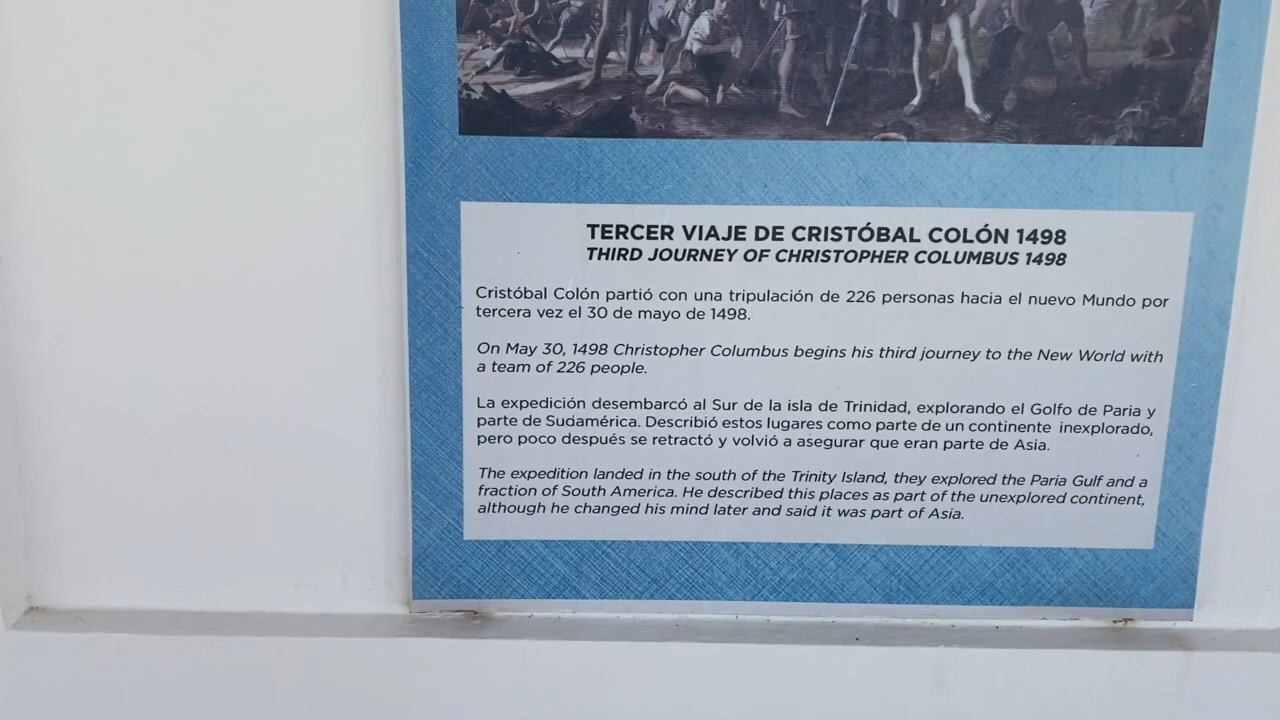 TERCER VIAJE DE CRISTÓBAL COLÓN 1498
THIRD JOURNEY OF CHRISTOPHER COLUMBUS 1498
Cristóbal Colón partió con una tripulación de 226 personas hacia el nuevo Mundo por
tercera vez el 30 de mayo de 1498.
On May 30, 1498 Christopher Columbus begins his third journey to the New World with
a team of 226 people.
La expedición desembarcó al Sur de la isla de Trinidad, explorando el Golfo de Paria y
parte de Sudamérica. Describió estos lugares como parte de un continente inexplorado,
pero poco después se retractó y volvió a asegurar que eran parte de Asia.
The expedition landed in the south of the Trinity Island, they explored the Paria Gulf and a
fraction of South America. He described this places as part of the unexplored continent,
although he changed his mind later and said it was part of Asia.